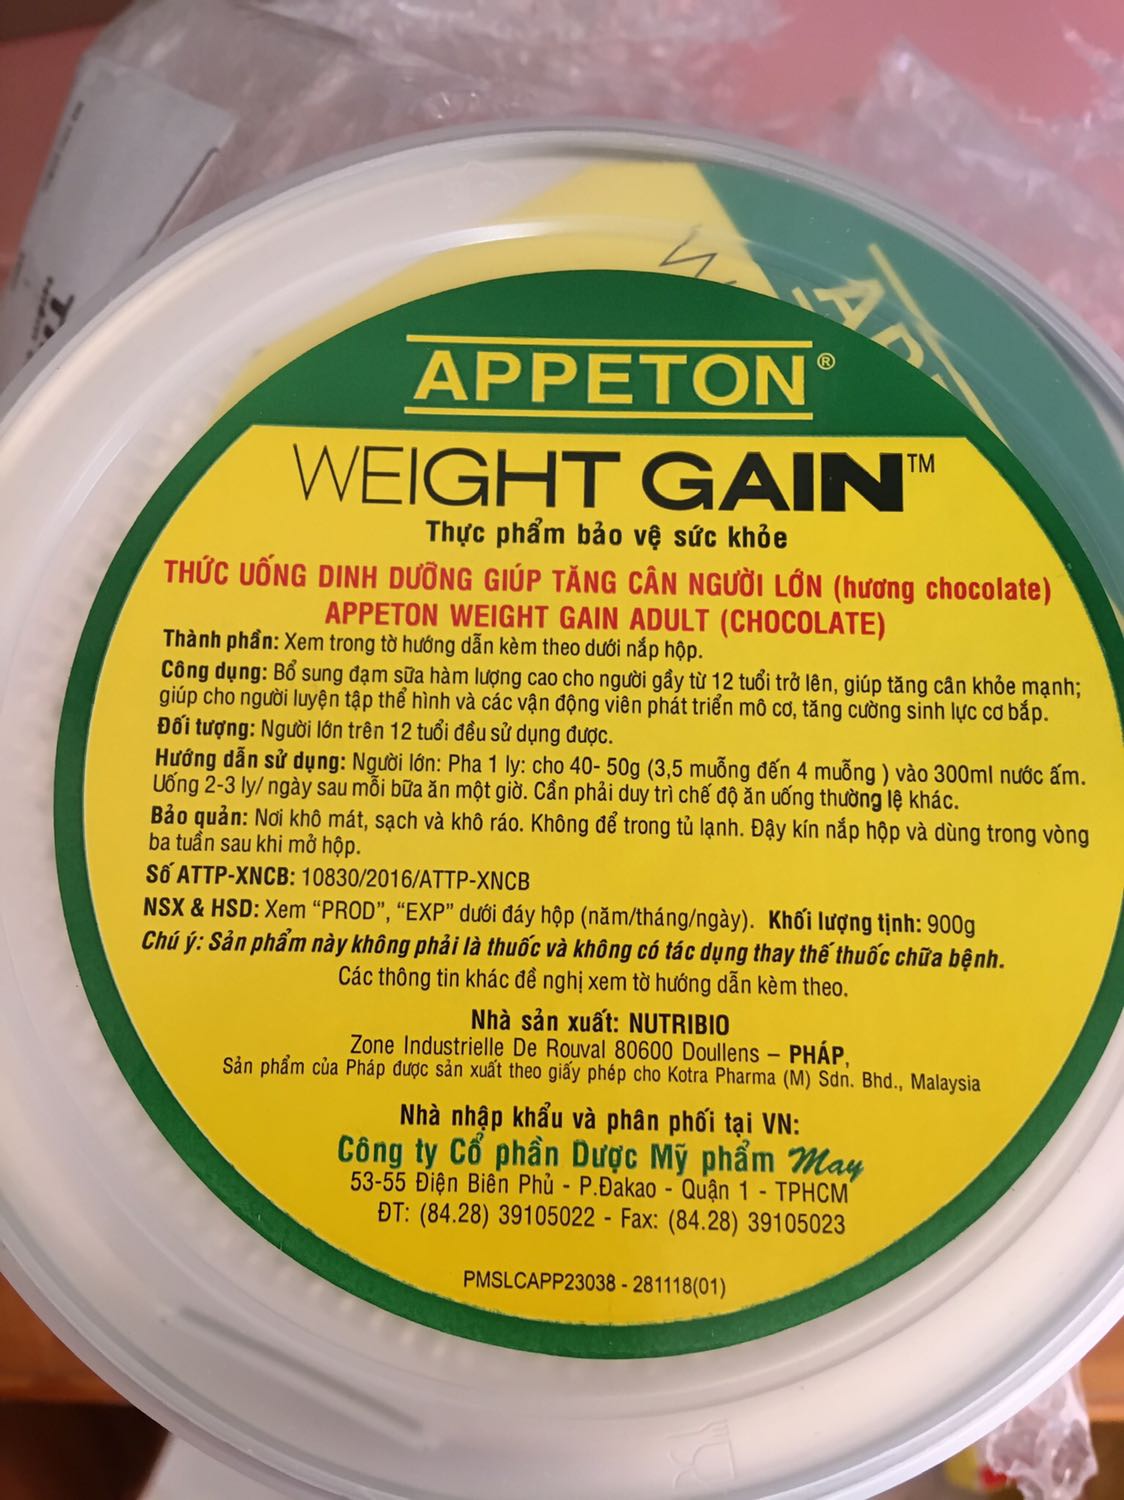 APPETON®
WEIGHT GAIN™
Thực phẩm bảo vệ sức khỏe
THỨC UỐNG DINH DƯỠNG GIÚP TĂNG CÂN NGƯỜI LỚN (hương chocolate)
APPETON WEIGHT GAIN ADULT (CHOCOLATE)
Thành phần: Xem trong tờ hướng dẫn kèm theo dưới nắp hộp.
Công dụng: Bổ sung đạm sữa hàm lượng cao cho người gầy từ 12 tuổi trở lên, giúp tăng cân khỏe mạnh;
giúp cho người luyện tập thể hình và các vận động viên phát triển mô cơ, tăng cường sinh lực cơ bắp.
Đối tượng: Người lớn trên 12 tuổi đều sử dụng được.
Hướng dẫn sử dụng: Người lớn: Pha 1 ly: cho 40- 50g (3,5 muỗng đến 4 muỗng ) vào 300ml nước ấm.
Uống 2-3 ly/ ngày sau mỗi bữa ăn một giờ. Cần phải duy trì chế độ ăn uống thường lệ khác.
Bảo quản: Nơi khô mát, sạch và khô ráo. Không để trong tủ lạnh. Đậy kín nắp hộp và dùng trong vòng
ba tuần sau khi mở hộp.
Số ATTP-XNCB: 10830/2016/ATTP-XNCB
NSX & HSD: Xem “PROD”, “EXP” dưới đáy hộp (năm/tháng/ngày). Khối lượng tịnh: 900g
Chú ý: Sản phẩm này không phải là thuốc và không có tác dụng thay thế thuốc chữa bệnh.
Các thông tin khác đề nghị xem tờ hướng dẫn kèm theo.
Nhà sản xuất: NUTRIBIO
Zone Industrielle De Rouval 80600 Doullens – PHÁP,
Sản phẩm của Pháp được sản xuất theo giấy phép cho Kotra Pharma (M) Sdn. Bhd., Malaysia
Nhà nhập khẩu và phân phối tại VN:
Công ty Cổ phần Dược Mỹ phẩm May
53-55 Điện Biên Phủ - P.Đakao - Quận 1 - TPHCM
ĐT: (84.28) 39105022 - Fax: (84.28) 39105023
PMSLCAPP23038 - 281118(01)